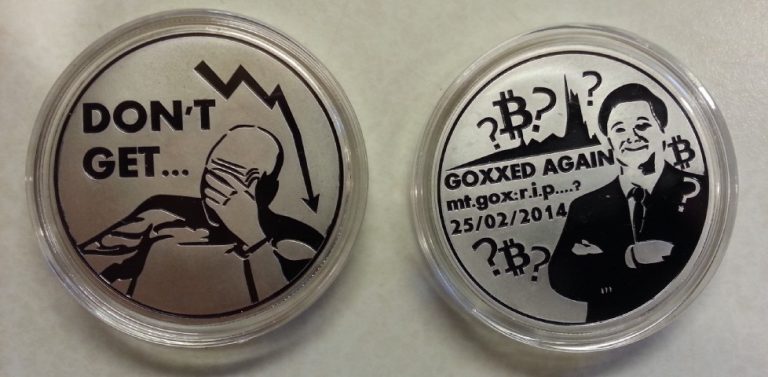 DON'T
GET...
?₿? ?
GOXXED AGAIN ₿
mt.gox:r.i.p....? ?
25/02/2014
?₿?